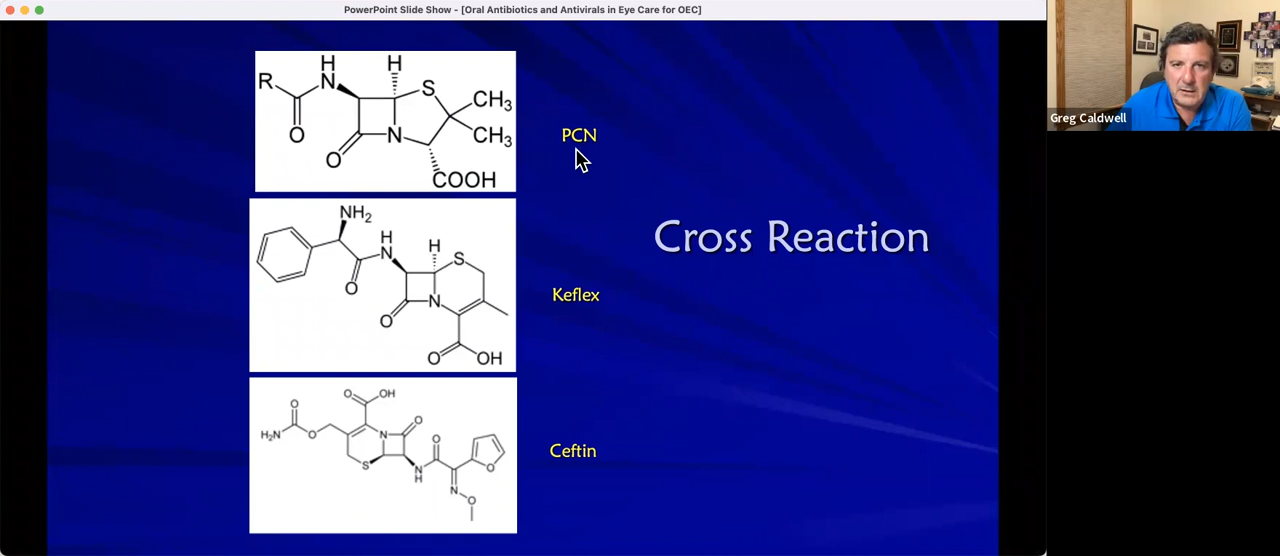 PowerPoint Slide Show - [Oral Antibiotics and Antivirals in Eye Care for OEC]
R
H
N
H
S
CH3
CH3
O
N
O
COOH
PCN
NH2
H
N
H
S
O
N
O
O
OH
Keflex
Cross Reaction
O
OH
O
H2N
O
N
O
O
S
N
H
O
N
O
Ceftin
Greg Caldwell